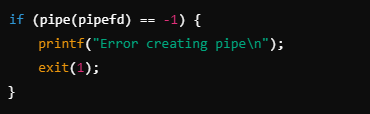 if (pipe(pipefd) == -1) {
    printf("Error creating pipe\n");
    exit(1);
}